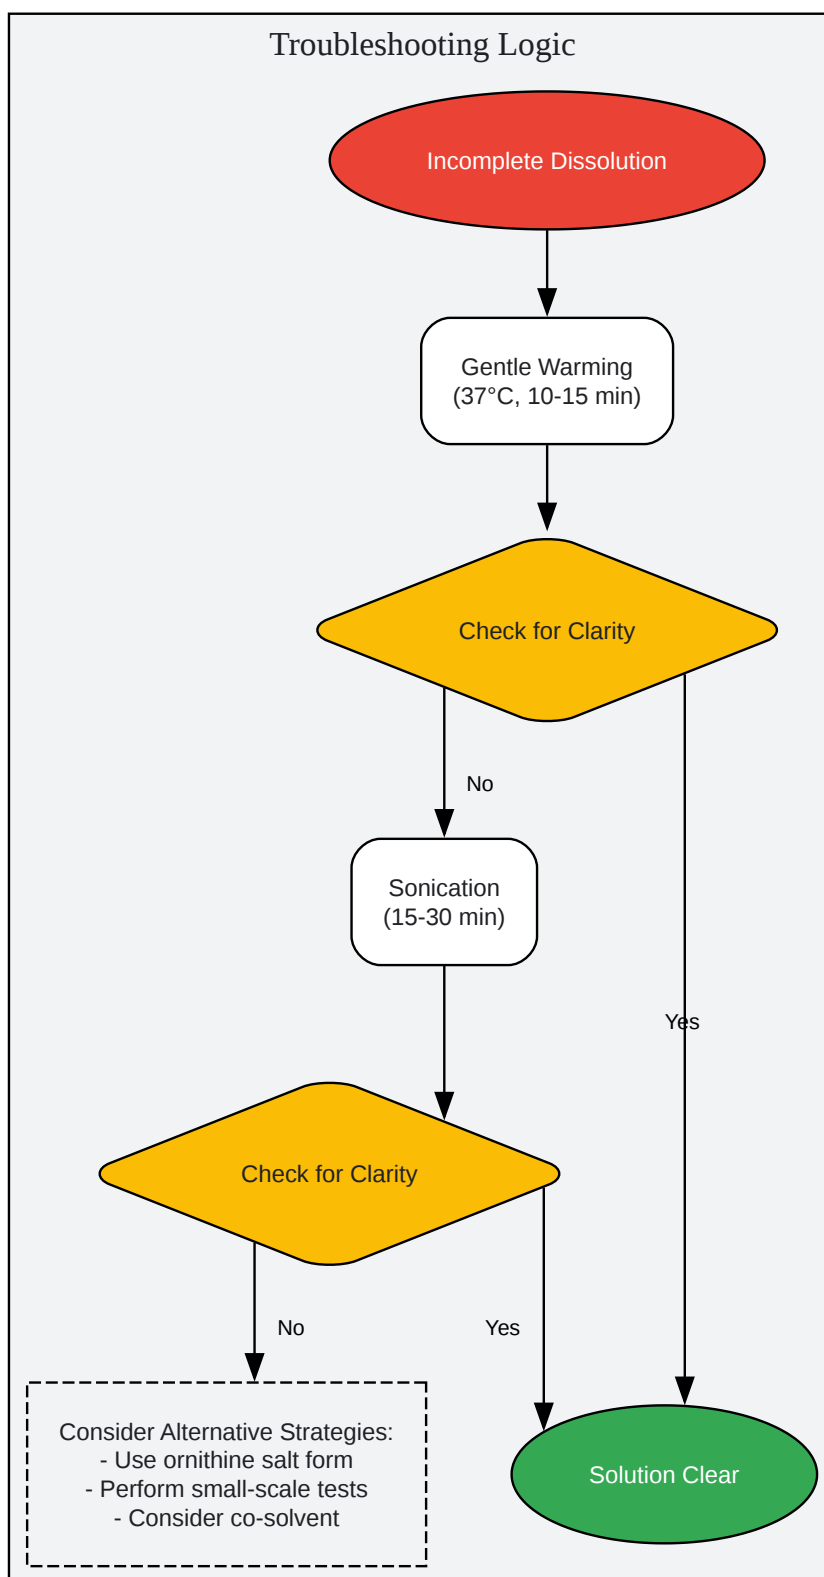 Troubleshooting Logic
Incomplete Dissolution
Gentle Warming
(37°C, 10-15 min)
Check for Clarity
No
Sonication
(15-30 min)
Yes
Check for Clarity
No
Yes
Consider Alternative Strategies:
- Use ornithine salt form
- Perform small-scale tests
- Consider co-solvent
Solution Clear